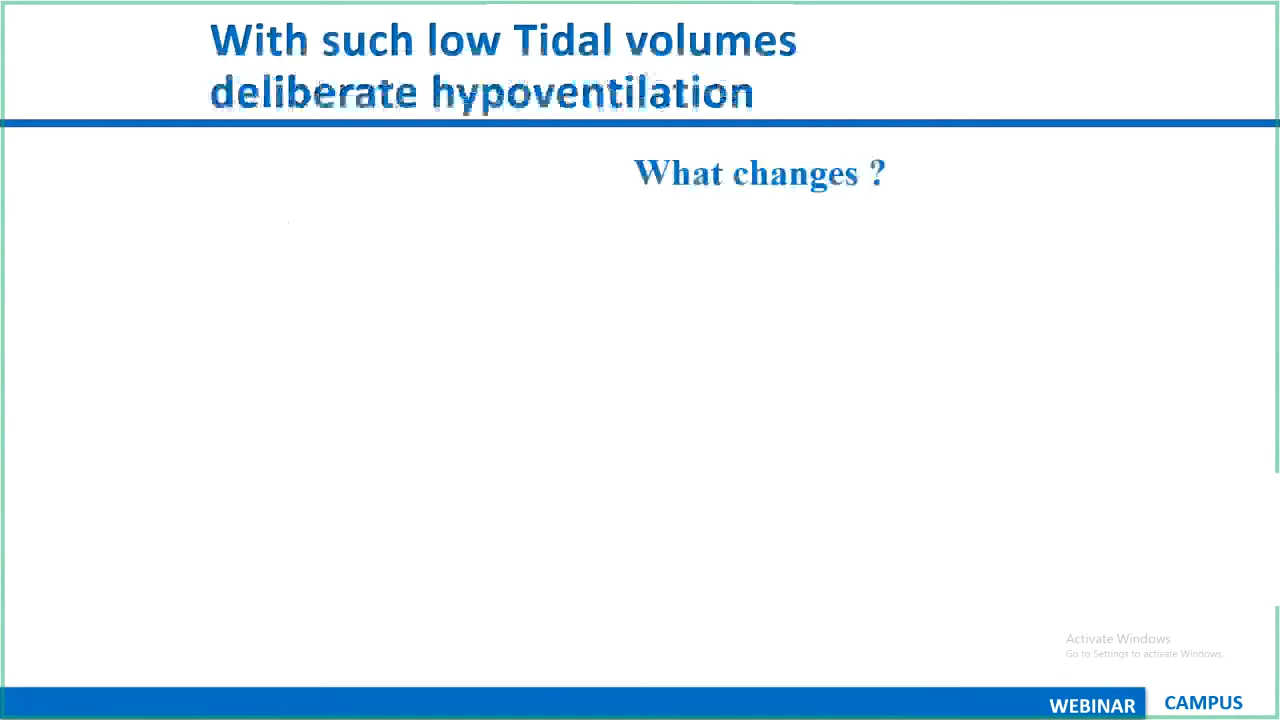 With such low Tidal volumes
deliberate hypoventilation
What changes ?
Activate Windows
Go to Settings to activate Windows.
WEBINAR CAMPUS